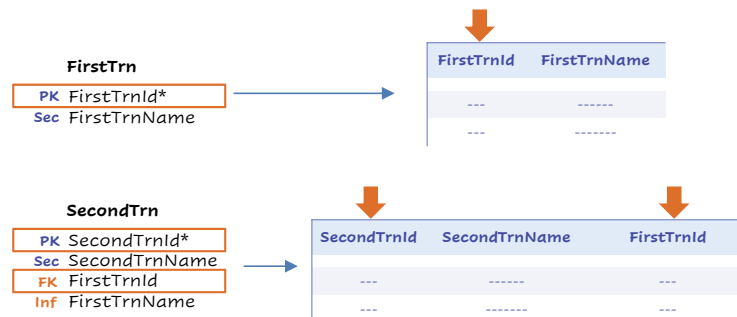 FirstTrn
PK FirstTrnId*
Sec FirstTrnName
FirstTrnId FirstTrnName
--- ------
--- -------
SecondTrn
PK SecondTrnId*
Sec SecondTrnName
FK FirstTrnId
Inf FirstTrnName
SecondTrnId SecondTrnName FirstTrnId
--- ------ ---
--- ------- ---